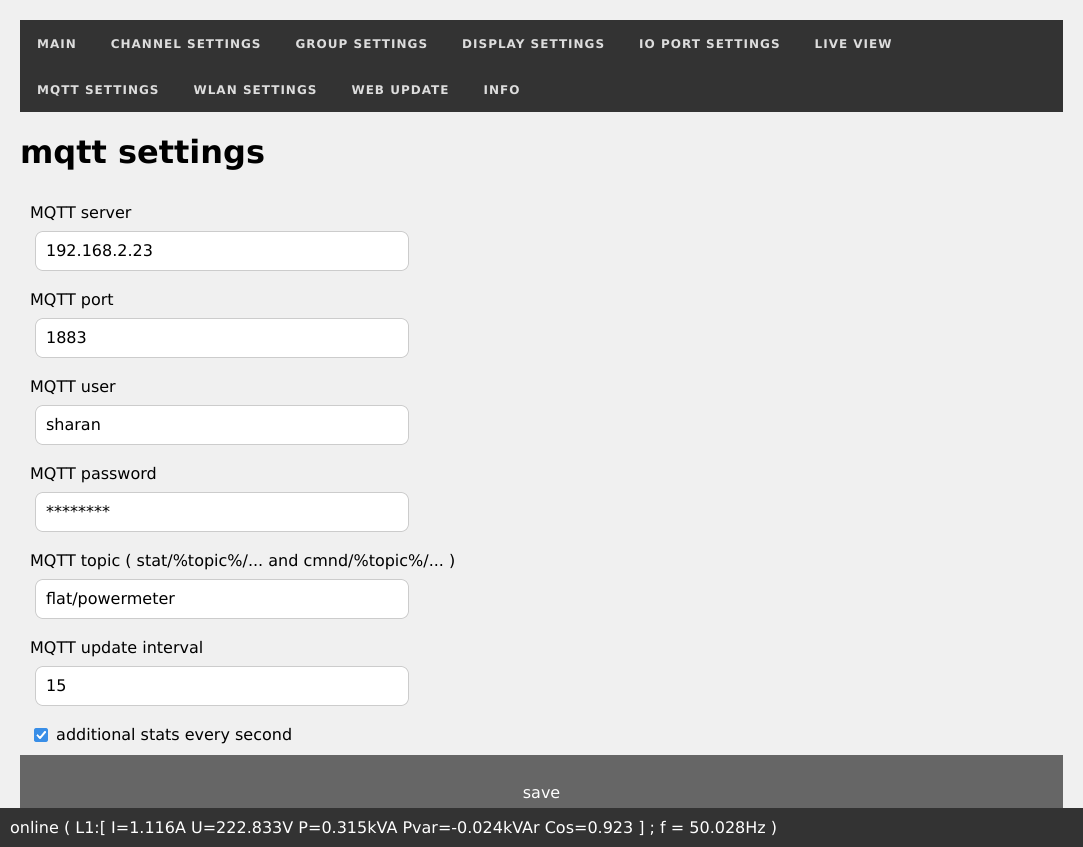 MAIN CHANNEL SETTINGS GROUP SETTINGS DISPLAY SETTINGS IO PORT SETTINGS LIVE VIEW
MQTT SETTINGS WLAN SETTINGS WEB UPDATE INFO
mqtt settings
MQTT server
192.168.2.23
MQTT port
1883
MQTT user
sharan
MQTT password
********
MQTT topic ( stat/%topic%/... and cmnd/%topic%/... )
flat/powermeter
MQTT update interval
15
additional stats every second
save
online ( L1:[ I=1.116A U=222.833V P=0.315kVA Pvar=-0.024kVAr Cos=0.923 ] ; f = 50.028Hz )